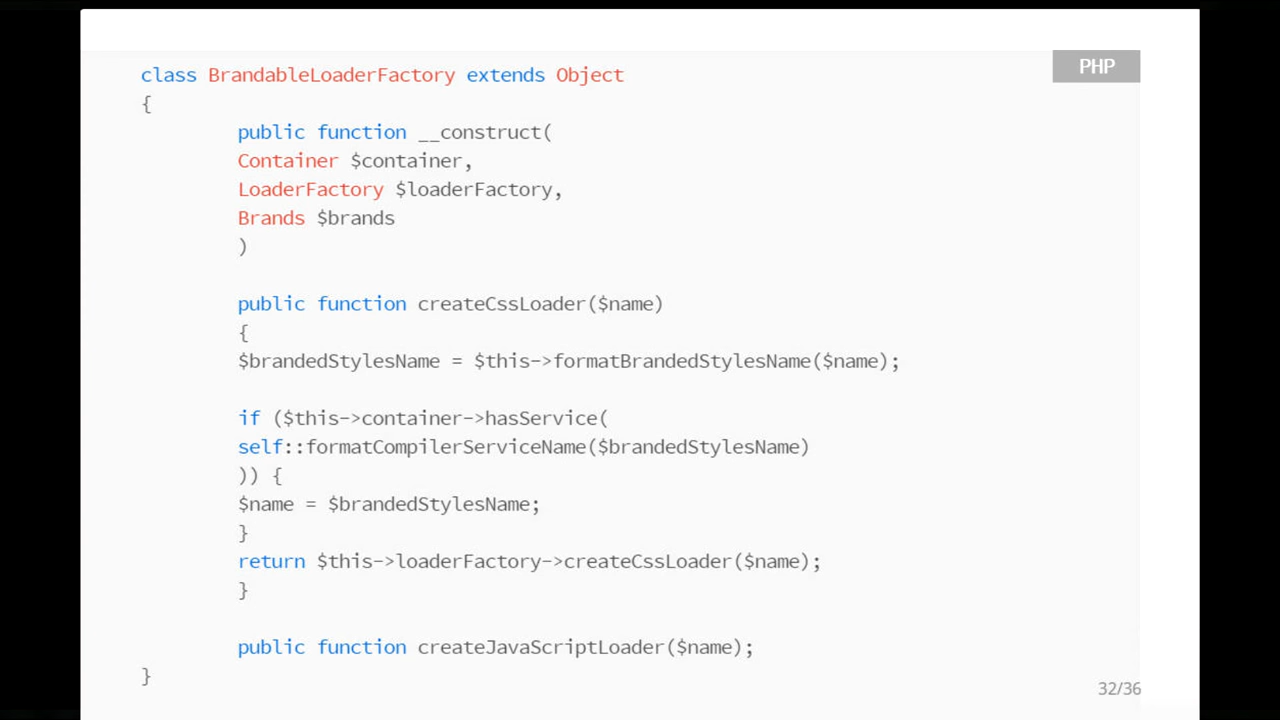 PHP
class BrandableLoaderFactory extends Object
{
public function __construct(
Container $container,
LoaderFactory $loaderFactory,
Brands $brands
)
public function createCssLoader($name)
{
$brandedStylesName = $this->formatBrandedStylesName($name);
if ($this->container->hasService(
self::formatCompilerServiceName($brandedStylesName)
)) {
$name = $brandedStylesName;
}
return $this->loaderFactory->createCssLoader($name);
}
public function createJavaScriptLoader($name);
}
32/36